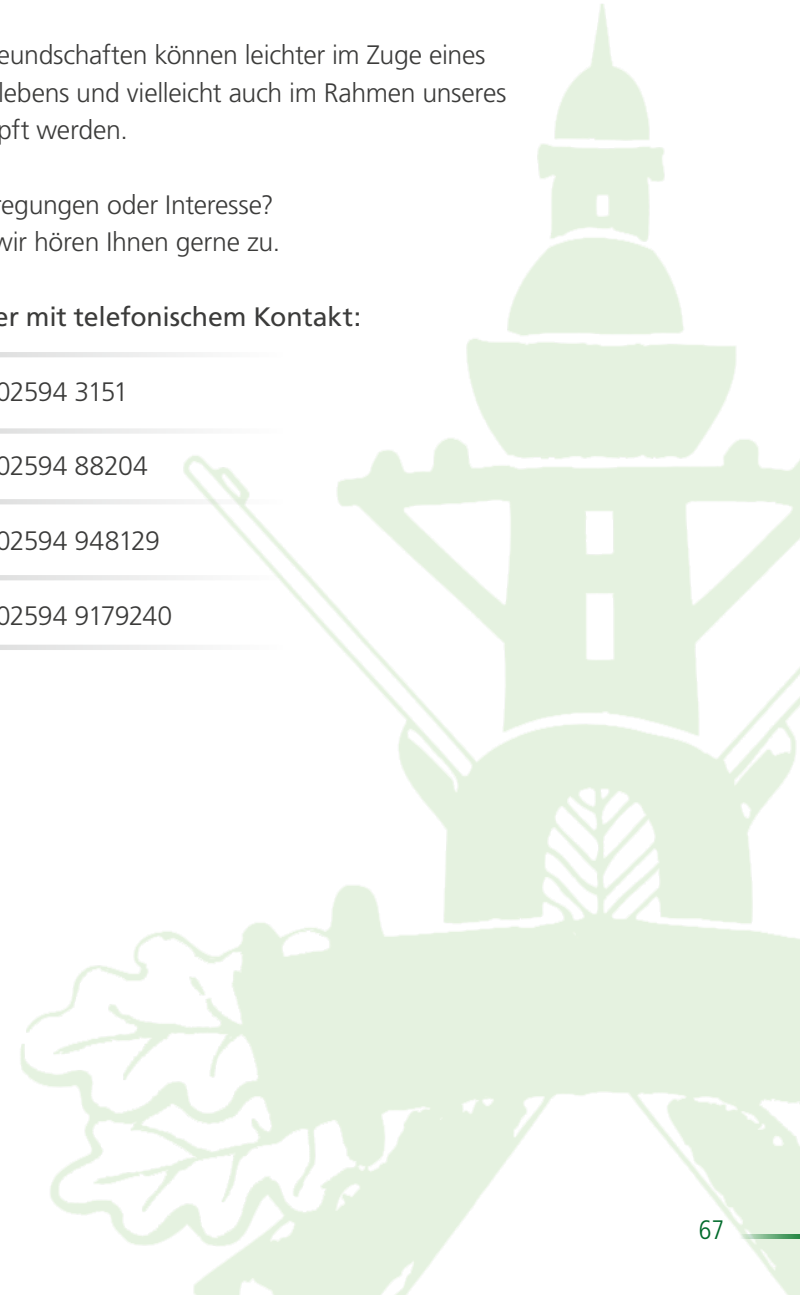 eundschaften können leichter im Zuge eines
lebens und vielleicht auch im Rahmen unseres
pft werden.
regungen oder Interesse?
wir hören Ihnen gerne zu.
er mit telefonischem Kontakt:
02594 3151
02594 88204
02594 948129
02594 9179240
67